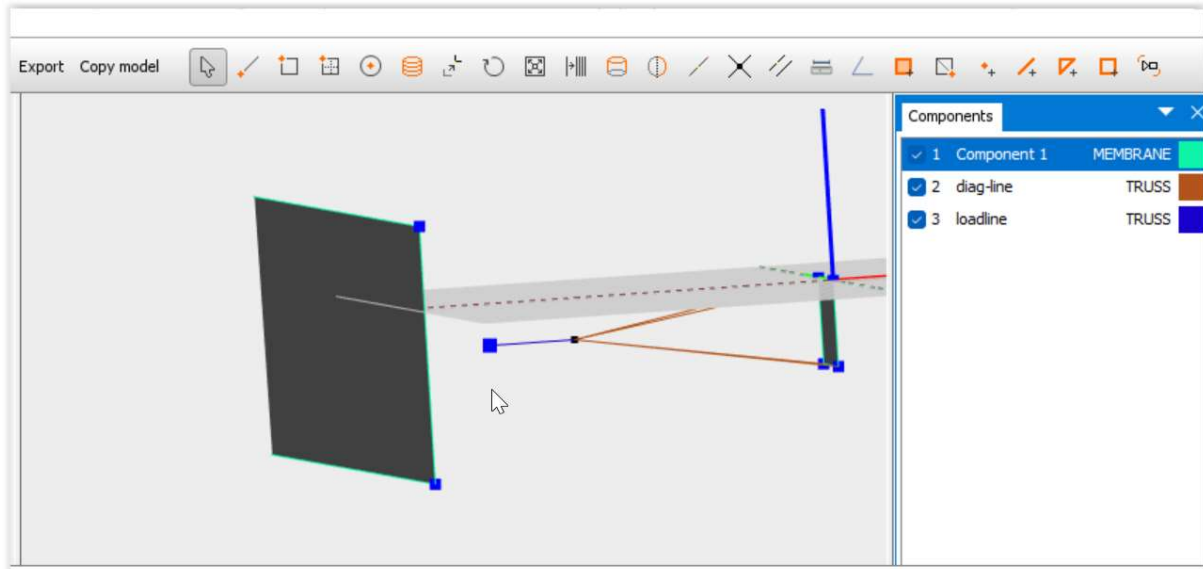 Export Copy model
Components
1 Component 1 MEMBRANE
2 diag-line TRUSS
3 loadline TRUSS